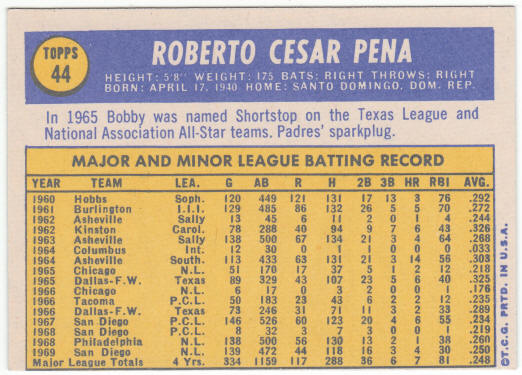 TOPPS
44
ROBERTO CESAR PENA
HEIGHT: 5'8" WEIGHT: 175 BATS: RIGHT THROWS: RIGHT
BORN: APRIL 17, 1940 HOME: SANTO DOMINGO, DOM. REP.
In 1965 Bobby was named Shortstop on the Texas League and
National Association All-Star teams. Padres' sparkplug.
MAJOR AND MINOR LEAGUE BATTING RECORD
YEAR TEAM LEA. G AB R H 2B 3B HR RBI AVG.
1960 Hobbs Soph. 120 449 121 131 17 13 3 76 .292
1961 Burlington I.I.I. 129 485 86 132 26 5 5 70 .272
1962 Asheville Sally 13 45 6 11 2 0 1 4 .244
1962 Kinston Carol. 78 288 40 94 9 7 6 43 .326
1963 Asheville Sally 138 500 67 134 21 3 4 64 .268
1964 Columbus Int. 12 30 0 1 1 0 0 0 .033
1964 Asheville South. 113 433 63 131 21 3 14 56 .303
1965 Chicago N.L. 51 170 17 37 5 1 2 12 .218
1965 Dallas-F.W. Texas 89 329 43 107 23 5 6 40 .325
1966 Chicago N.L. 6 17 0 3 2 0 0 1 .176
1966 Tacoma P.C.L. 50 183 23 43 6 2 2 12 .235
1966 Dallas-F.W. Texas 73 246 31 71 11 3 2 33 .289
1967 San Diego P.C.L. 146 526 60 123 20 4 6 55 .234
1968 San Diego P.C.L. 8 32 3 7 3 0 0 1 .219
1968 Philadelphia N.L. 138 500 56 130 13 2 1 38 .260
1969 San Diego N.L. 139 472 44 118 16 3 4 30 .250
Major League Totals 4 Yrs. 334 1159 117 288 36 6 7 81 .248
©T.C.G. PRTD. IN U.S.A.